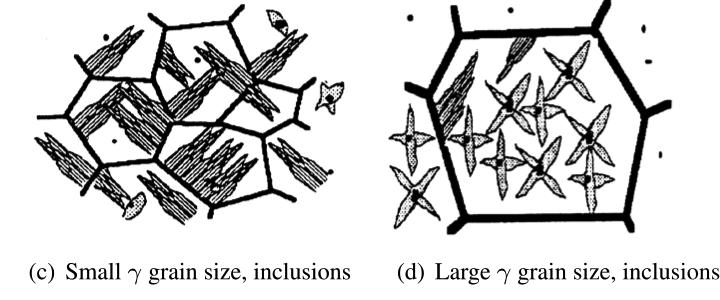 (c) Small γ grain size, inclusions
(d) Large γ grain size, inclusions